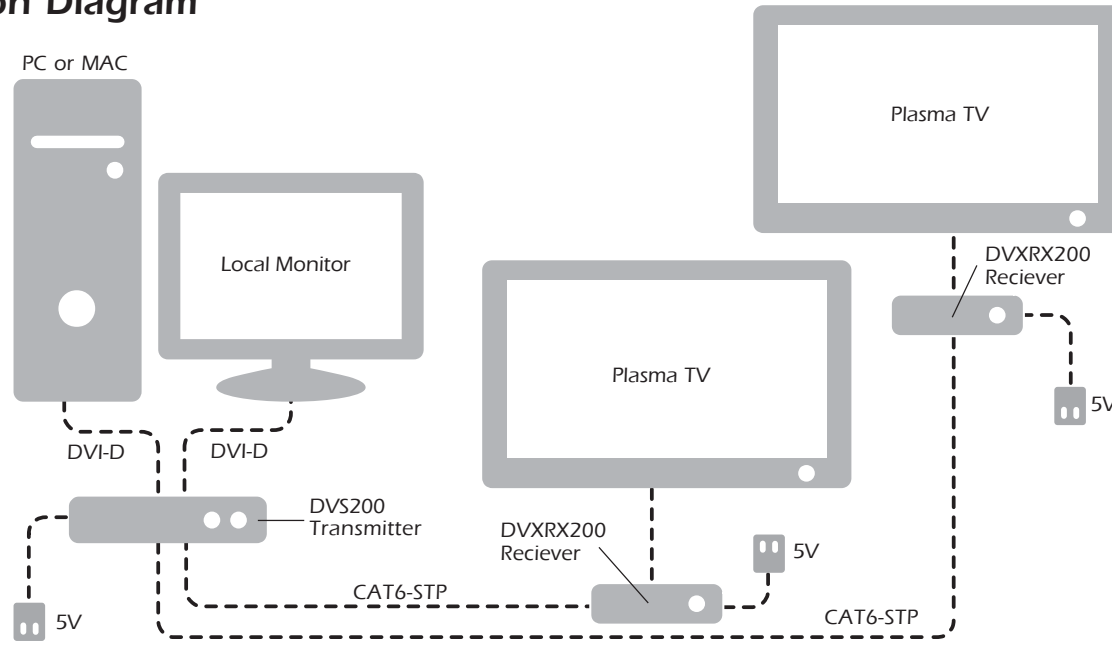 on Diagram
PC or MAC
Plasma TV
Local Monitor
DVXRX200
Reciever
Plasma TV
5V
DVI-D
DVI-D
DVS200
Transmitter
DVXRX200
Reciever
5V
CAT6-STP
5V
CAT6-STP